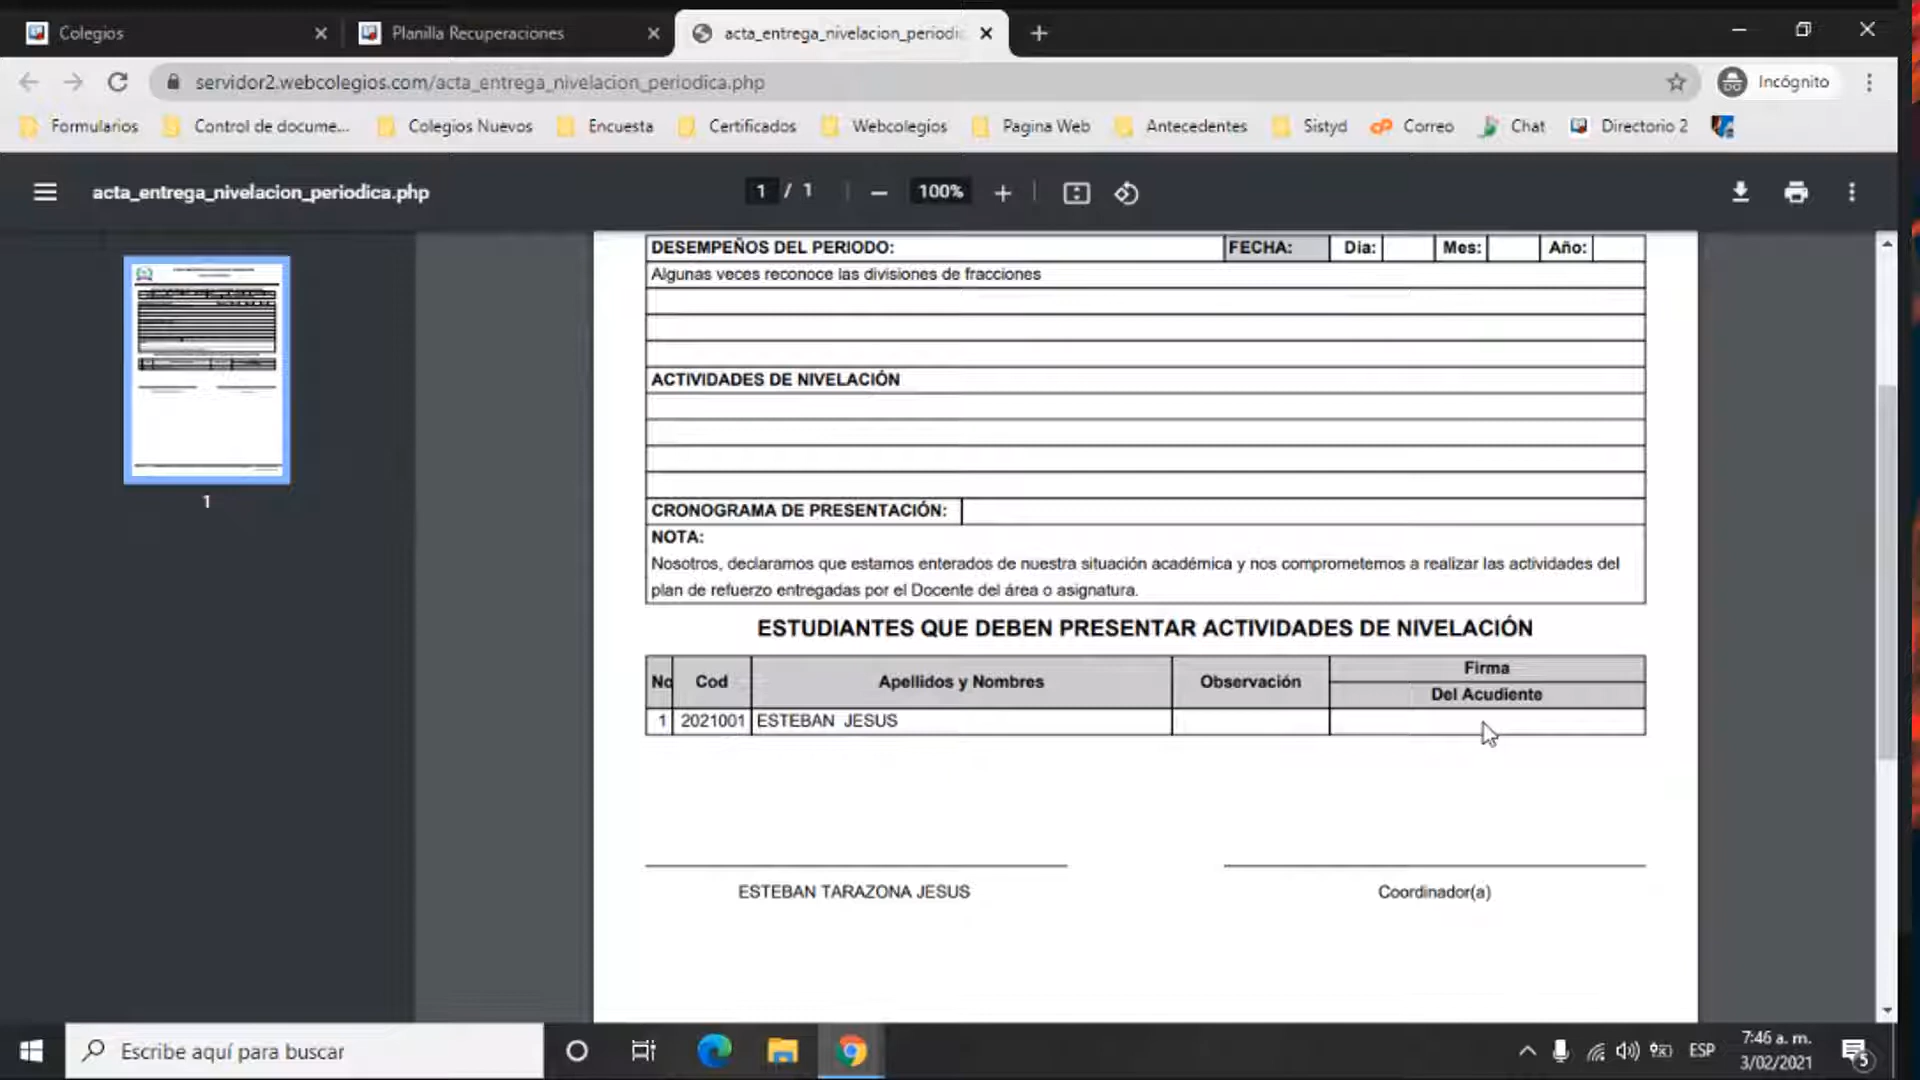 Colegios
Planilla Recuperaciones
acta_entrega_nivelacion_periodic
servidor2.webcolegios.com/acta_entrega_nivelacion_periodica.php
Incógnito
Formularios
Control de docume...
Colegios Nuevos
Encuesta
Certificados
Webcolegios
Pagina Web
Antecedentes
Sistyd
Correo
Chat
Directorio 2
acta_entrega_nivelacion_periodica.php
1 / 1
100%
1
DESEMPEÑOS DEL PERIODO: FECHA: Dia: Mes: Año:
Algunas veces reconoce las divisiones de fracciones
ACTIVIDADES DE NIVELACIÓN
CRONOGRAMA DE PRESENTACIÓN:
NOTA:
Nosotros, declaramos que estamos enterados de nuestra situación académica y nos comprometemos a realizar las actividades del
plan de refuerzo entregadas por el Docente del área o asignatura.
ESTUDIANTES QUE DEBEN PRESENTAR ACTIVIDADES DE NIVELACIÓN
No Cod Apellidos y Nombres Observación Firma
Del Acudiente
1 2021001 ESTEBAN JESUS
ESTEBAN TARAZONA JESUS
Coordinador(a)
Escribe aquí para buscar
ESP
7:46 a. m.
3/02/2021
5